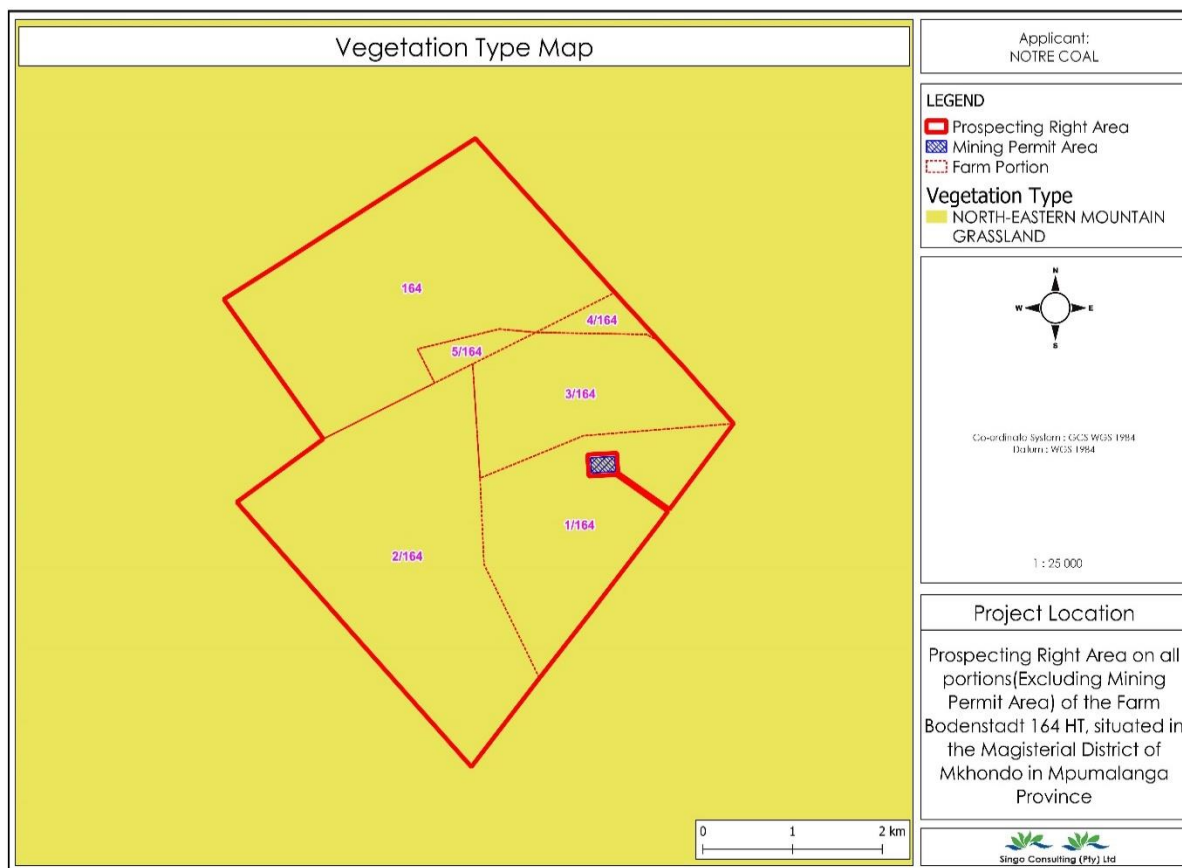 Vegetation Type Map
164
4/164
5/164
3/164
1/164
2/164
0 1 2 km
Applicant:
NOTRE COAL
LEGEND
Prospecting Right Area
Mining Permit Area
Farm Portion
Vegetation Type
NORTH-EASTERN MOUNTAIN
GRASSLAND
N
W E
S
Co-ordinate System : GCS WGS 1984
Datum : WGS 1984
1 : 25 000
Project Location
Prospecting Right Area on all
portions(Excluding Mining
Permit Area) of the Farm
Bodenstadt 164 HT, situated in
the Magisterial District of
Mkhondo in Mpumalanga
Province
Singo Consulting (Pty) Ltd